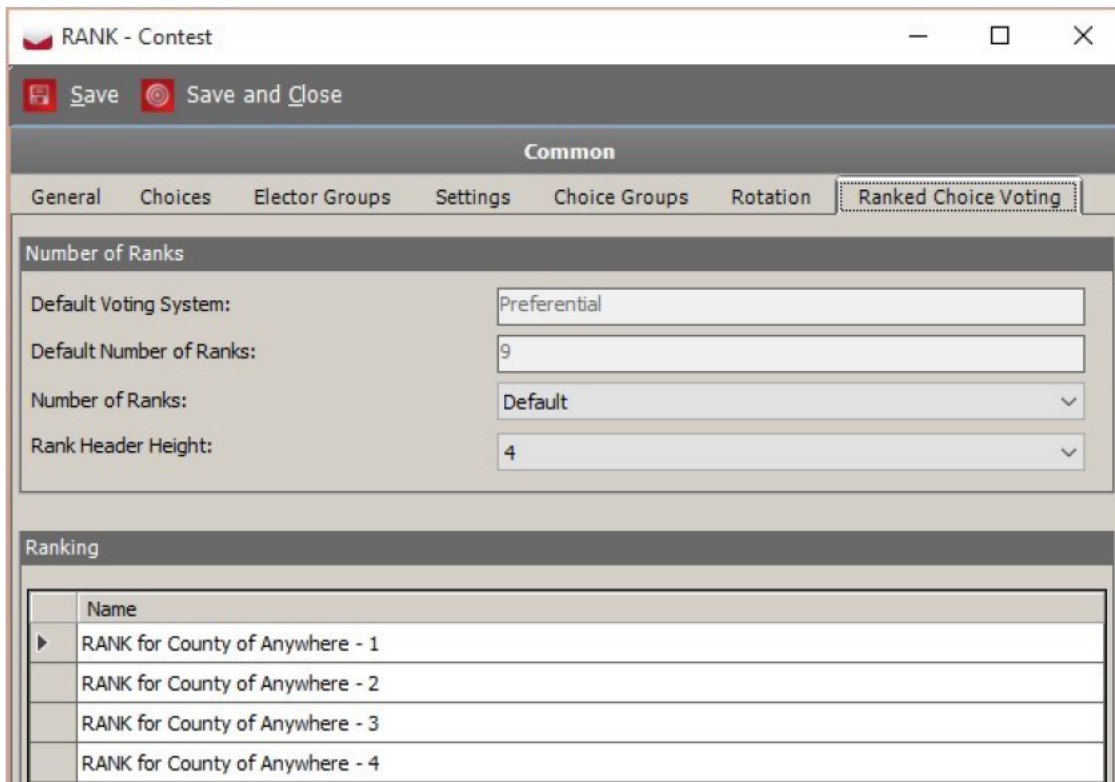 RANK - Contest
Save Save and Close
Common
General Choices Elector Groups Settings Choice Groups Rotation Ranked Choice Voting
Number of Ranks
Default Voting System: Preferential
Default Number of Ranks: 9
Number of Ranks: Default
Rank Header Height: 4
Ranking
Name
RANK for County of Anywhere - 1
RANK for County of Anywhere - 2
RANK for County of Anywhere - 3
RANK for County of Anywhere - 4